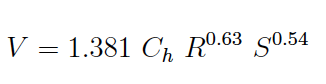 V = 1.381 C_h R^{0.63} S^{0.54}